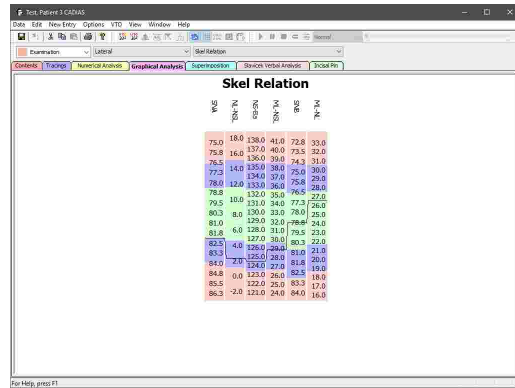 Test, Patient 3 CADIAS
Data Edit New Entry Options VTO View Window Help
Normal
Examination Lateral Skel Relation
Contents Tracings Numerical Analysis Graphical Analysis Superimposition Slavicek Verbal Analysis Incisal Pin
Skel Relation
SNA NL-NSL NS-Ba ML-NSL SNB ML-NL
75.0 18.0 138.0 41.0 72.8 33.0
75.8 16.0 137.0 40.0 73.5 32.0
76.5 136.0 39.0 74.3 31.0
77.3 14.0 135.0 38.0 75.0 30.0
78.0 12.0 134.0 37.0 75.8 29.0
78.8 133.0 36.0 76.5 28.0
79.5 10.0 132.0 35.0 77.3 27.0
80.3 8.0 131.0 34.0 78.0 26.0
81.0 130.0 33.0 78.8 25.0
81.8 6.0 129.0 32.0 79.5 24.0
82.5 4.0 128.0 31.0 80.3 23.0
83.3 127.0 30.0 81.0 22.0
84.0 2.0 126.0 29.0 81.8 21.0
84.8 0.0 125.0 28.0 82.5 20.0
85.5 124.0 27.0 83.3 19.0
86.3 -2.0 123.0 26.0 84.0 18.0
122.0 25.0 17.0
121.0 24.0 16.0
For Help, press F1